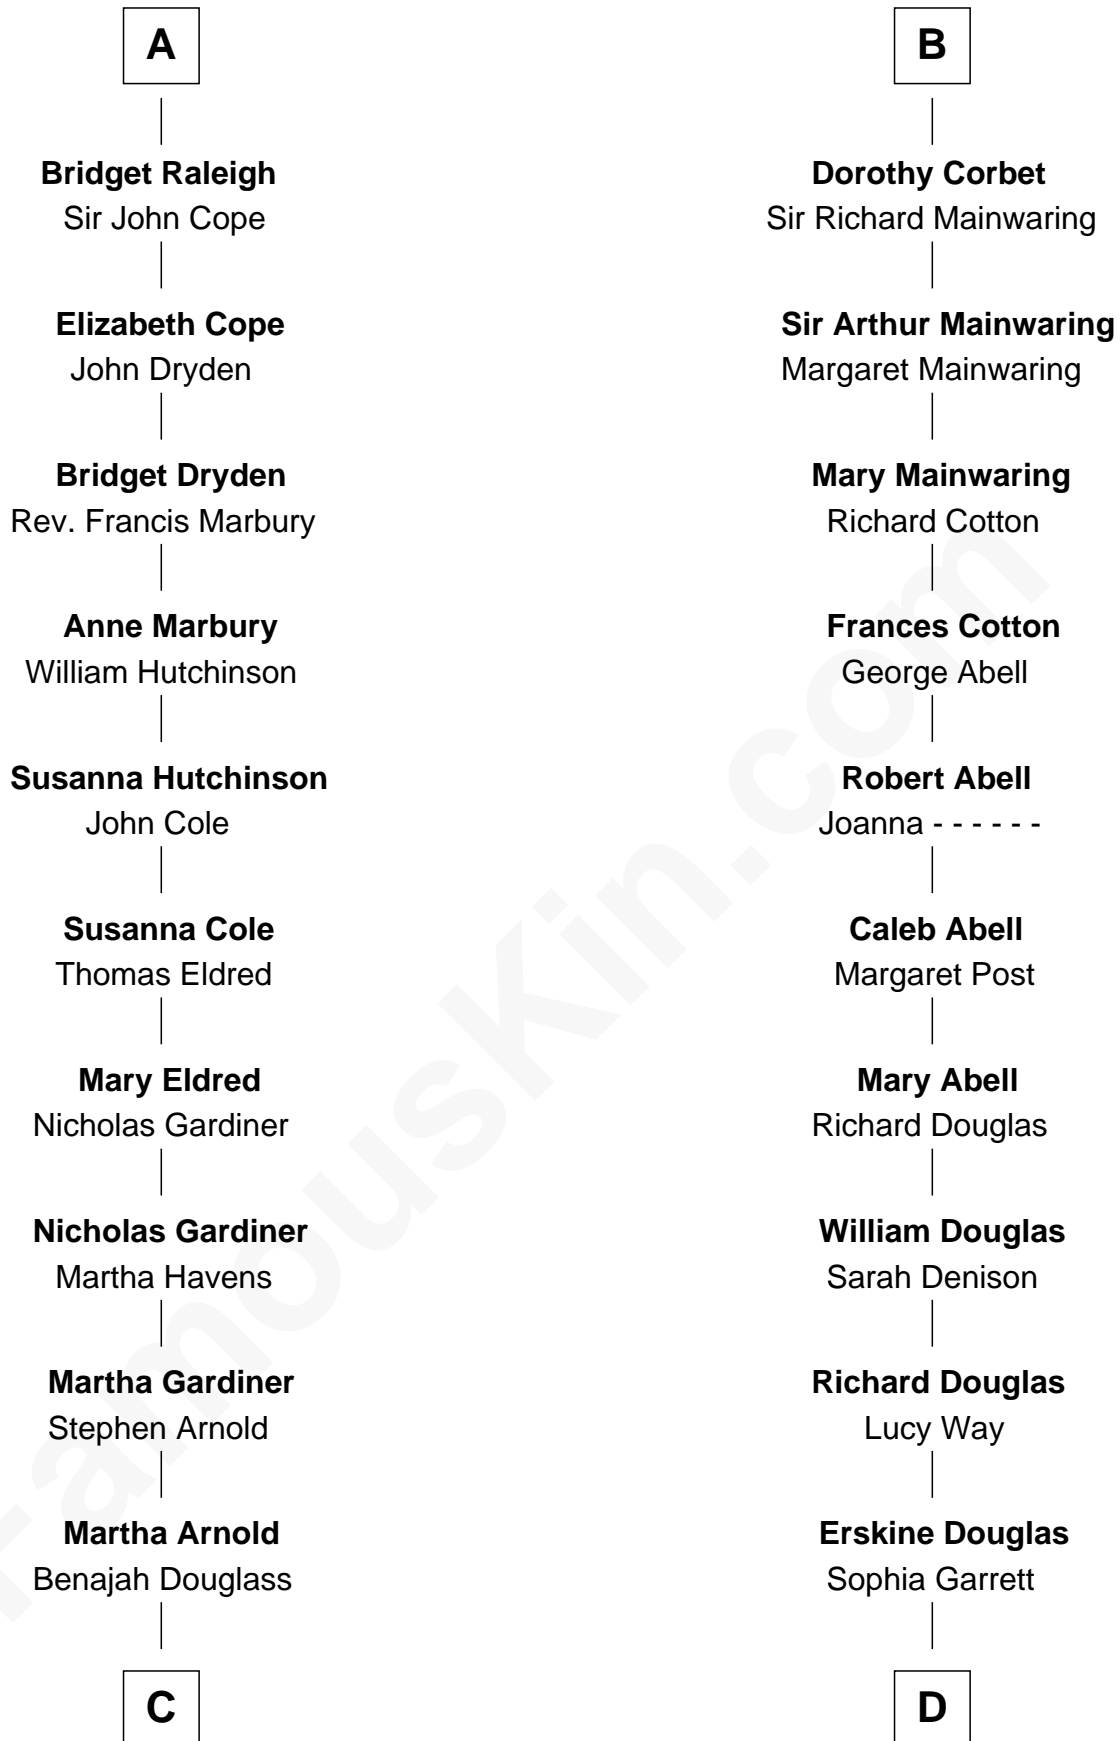 A
Bridget Raleigh
Sir John Cope
Elizabeth Cope
John Dryden
Bridget Dryden
Rev. Francis Marbury
Anne Marbury
William Hutchinson
Susanna Hutchinson
John Cole
Susanna Cole
Thomas Eldred
Mary Eldred
Nicholas Gardiner
Nicholas Gardiner
Martha Havens
Martha Gardiner
Stephen Arnold
Martha Arnold
Benajah Douglass
C
B
Dorothy Corbet
Sir Richard Mainwaring
Sir Arthur Mainwaring
Margaret Mainwaring
Mary Mainwaring
Richard Cotton
Frances Cotton
George Abell
Robert Abell
Joanna - - - - - -
Caleb Abell
Margaret Post
Mary Abell
Richard Douglas
William Douglas
Sarah Denison
Richard Douglas
Lucy Way
Erskine Douglas
Sophia Garrett
D
FamousKin.com